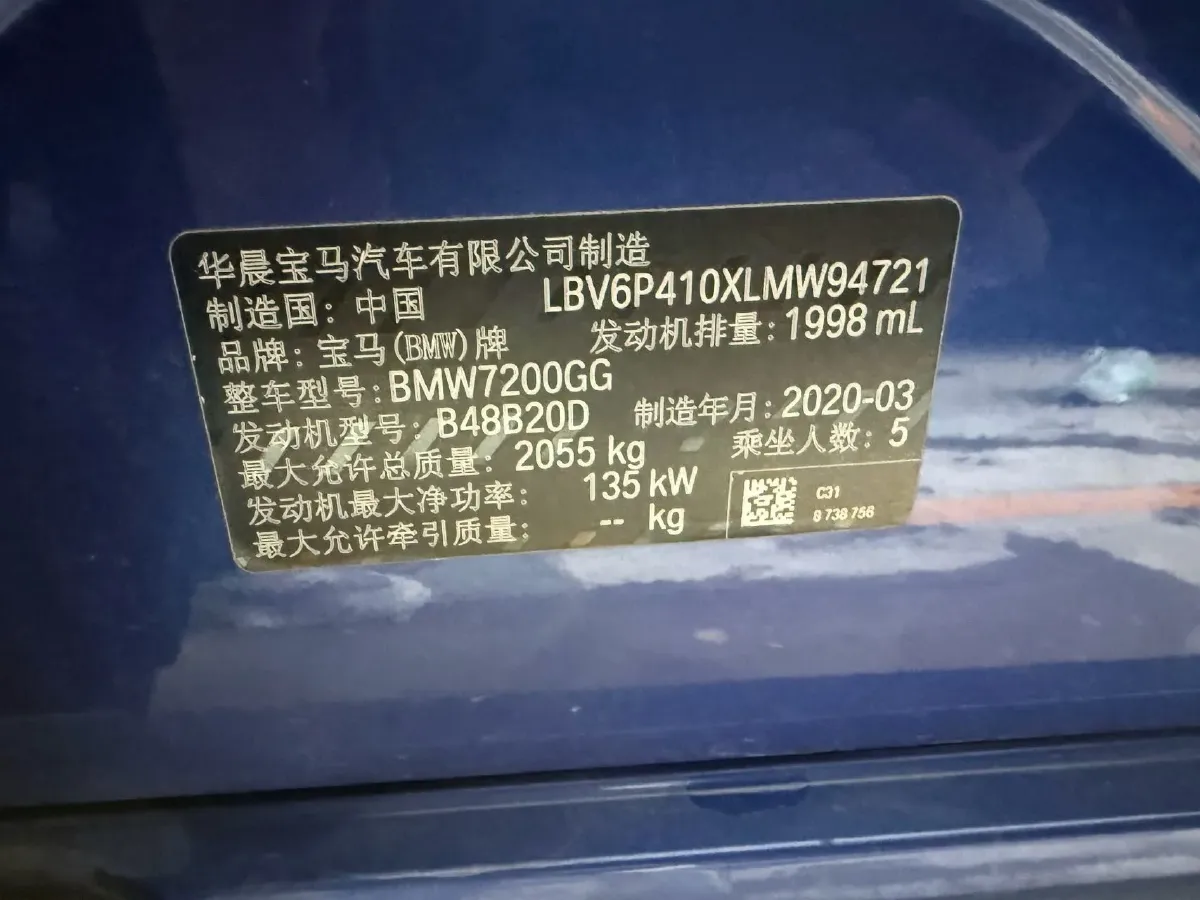 华晨宝马汽车有限公司制造
制造国：中国 LBV6P410XLMW94721
品牌：宝马(BMW)牌 发动机排量：1998 mL
整车型号：BMW7200GG
发动机型号：B48B20D 制造年月：2020-03
最大允许总质量：2055 kg 乘坐人数：5
发动机最大净功率：135 kW
最大允许牵引质量：-- kg
C31
8 738 756